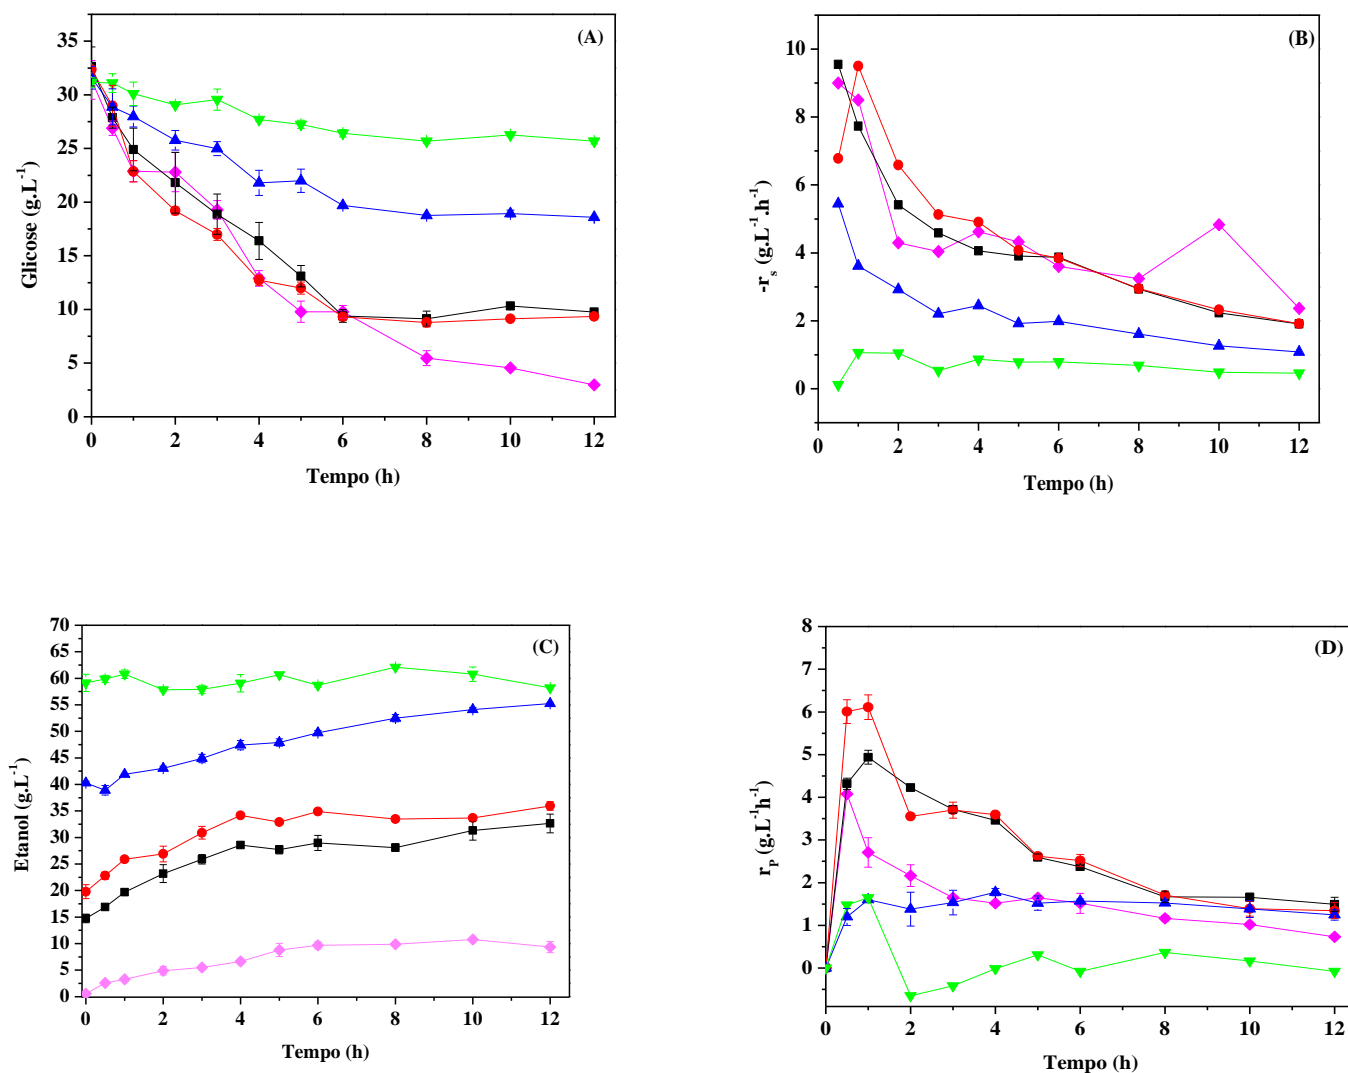 (A)
Glicose (g.L⁻¹)
35
30
25
20
15
10
5
0
0 2 4 6 8 10 12
Tempo (h)
(B)
-rₛ (g.L⁻¹.h⁻¹)
10
8
6
4
2
0
0 2 4 6 8 10 12
Tempo (h)
(C)
Etanol (g.L⁻¹)
70
65
60
55
50
45
40
35
30
25
20
15
10
5
0
0 2 4 6 8 10 12
Tempo (h)
(D)
rₚ (g.L⁻¹h⁻¹)
8
7
6
5
4
3
2
1
0
0 2 4 6 8 10 12
Tempo (h)